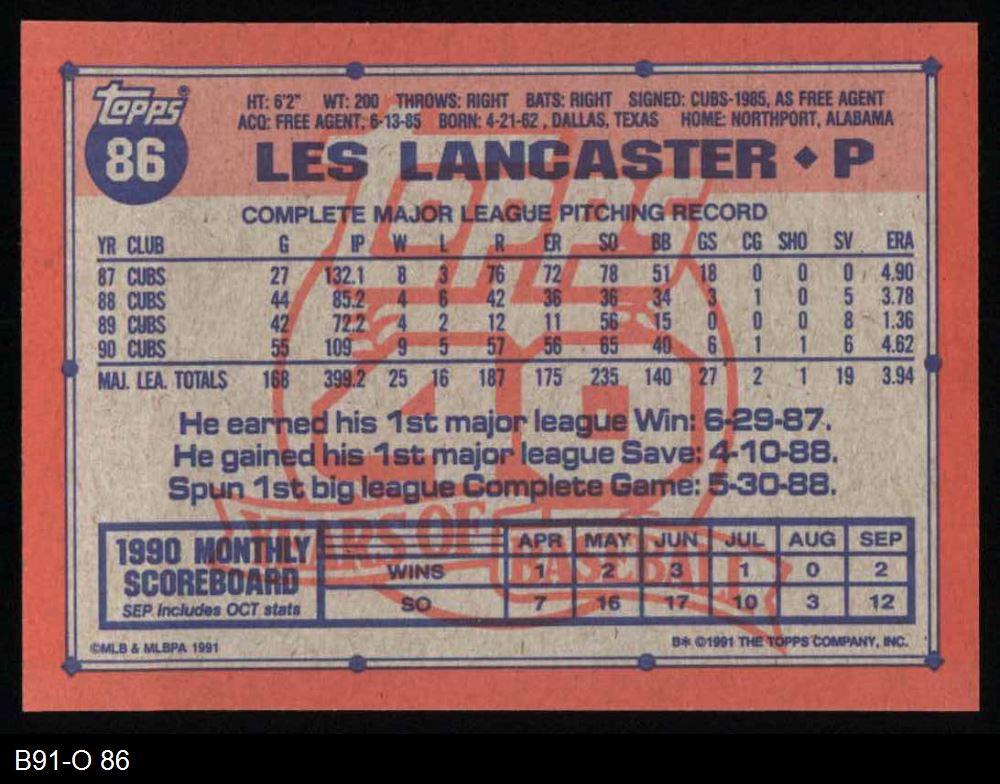 Topps®
86
HT: 6'2" WT: 200 THROWS: RIGHT BATS: RIGHT SIGNED: CUBS-1985, AS FREE AGENT
ACQ: FREE AGENT, 6-13-85 BORN: 4-21-62, DALLAS, TEXAS HOME: NORTHPORT, ALABAMA
LES LANCASTER ◆ P
COMPLETE MAJOR LEAGUE PITCHING RECORD
YR CLUB G IP W L R ER SO BB GS CG SHO SV ERA
87 CUBS 27 132.1 8 3 76 72 78 51 18 0 0 0 4.90
88 CUBS 44 85.2 4 6 42 36 36 34 3 1 0 5 3.78
89 CUBS 42 72.2 4 2 12 11 56 15 0 0 0 8 1.36
90 CUBS 55 109 9 5 57 56 65 40 6 1 1 6 4.62
MAJ. LEA. TOTALS 168 399.2 25 16 187 175 235 140 27 2 1 19 3.94
Topps
40
YEARS OF
BASEBALL
He earned his 1st major league Win: 6-29-87.
He gained his 1st major league Save: 4-10-88.
Spun 1st big league Complete Game: 5-30-88.
1990 MONTHLY
SCOREBOARD
SEP includes OCT stats
APR MAY JUN JUL AUG SEP
WINS 1 2 3 1 0 2
SO 7 16 17 10 3 12
©MLB & MLBPA 1991
B* ©1991 THE TOPPS COMPANY, INC.
B91-O 86